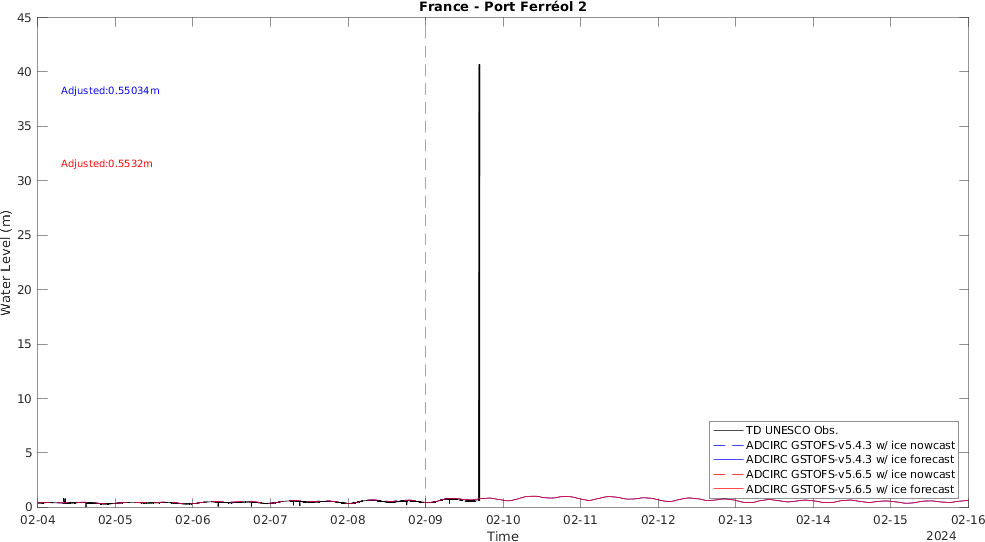 France - Port Ferréol 2
45
40
35
30
25
20
15
10
5
0
Water Level (m)
Adjusted:0.55034m
Adjusted:0.5532m
TD UNESCO Obs.
ADCIRC GSTOFS-v5.4.3 w/ ice nowcast
ADCIRC GSTOFS-v5.4.3 w/ ice forecast
ADCIRC GSTOFS-v5.6.5 w/ ice nowcast
ADCIRC GSTOFS-v5.6.5 w/ ice forecast
02-04 02-05 02-06 02-07 02-08 02-09 02-10 02-11 02-12 02-13 02-14 02-15 02-16
Time
2024